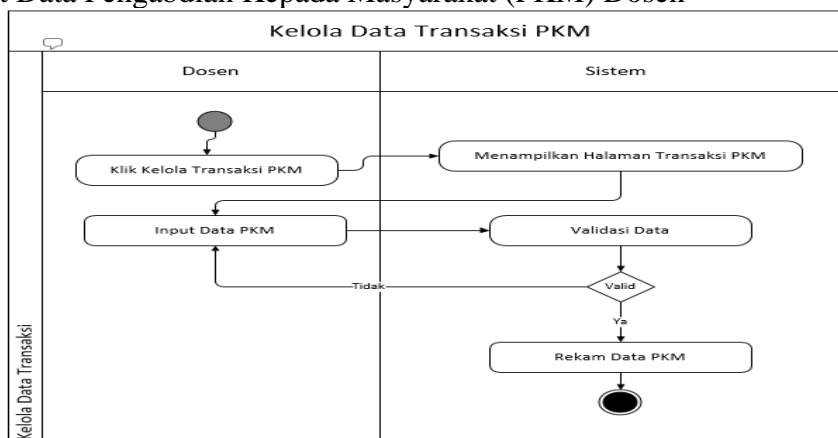 Data Pengabdian Kepada Masyarakat (PKM) Dosen
Kelola Data Transaksi PKM
Dosen
Sistem
Klik Kelola Transaksi PKM
Menampilkan Halaman Transaksi PKM
Input Data PKM
Validasi Data
Tidak
Valid
Ya
Rekam Data PKM
Kelola Data Transaksi